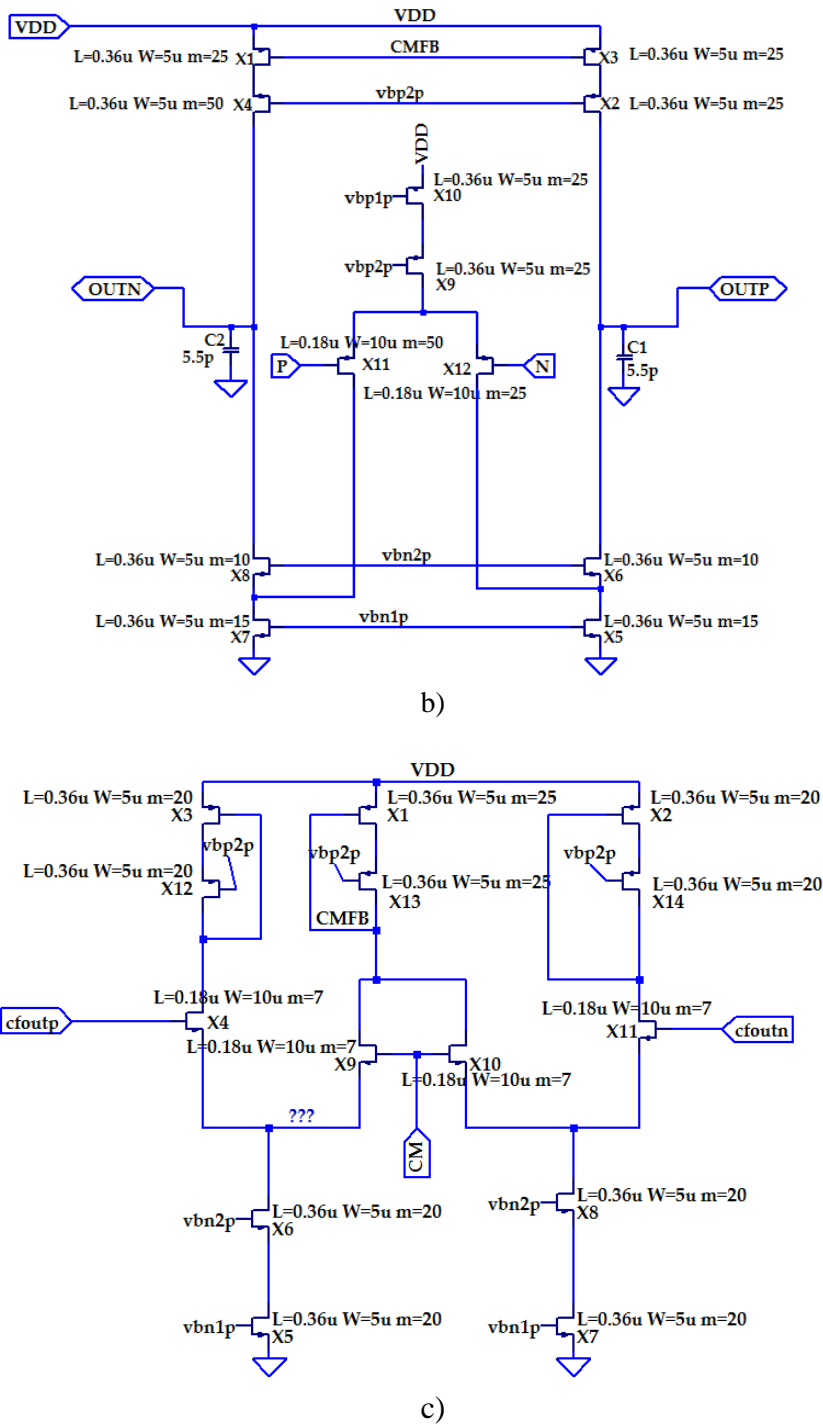 VDD
VDD
L=0.36u W=5u m=25 X1
CMFB
X3 L=0.36u W=5u m=25
L=0.36u W=5u m=50 X4
vbp2p
X2 L=0.36u W=5u m=25
VDD
L=0.36u W=5u m=25
vbp1p
X10
vbp2p
L=0.36u W=5u m=25
X9
OUTN
OUTP
C2
5.5p
C1
5.5p
L=0.18u W=10u m=50
P
X11
X12
N
L=0.18u W=10u m=25
L=0.36u W=5u m=10
X8
vbn2p
L=0.36u W=5u m=10
X6
L=0.36u W=5u m=15
X7
vbn1p
L=0.36u W=5u m=15
X5
b)
VDD
L=0.36u W=5u m=20
X3
L=0.36u W=5u m=25
X1
L=0.36u W=5u m=20
X2
vbp2p
vbp2p
vbp2p
L=0.36u W=5u m=20
X12
L=0.36u W=5u m=25
X13
L=0.36u W=5u m=20
X14
CMFB
L=0.18u W=10u m=7
cfoutp
X4
L=0.18u W=10u m=7
X9
X10
L=0.18u W=10u m=7
L=0.18u W=10u m=7
X11
cfoutn
???
CM
vbn2p
L=0.36u W=5u m=20
X6
vbn2p
L=0.36u W=5u m=20
X8
vbn1p
L=0.36u W=5u m=20
X5
vbn1p
L=0.36u W=5u m=20
X7
c)